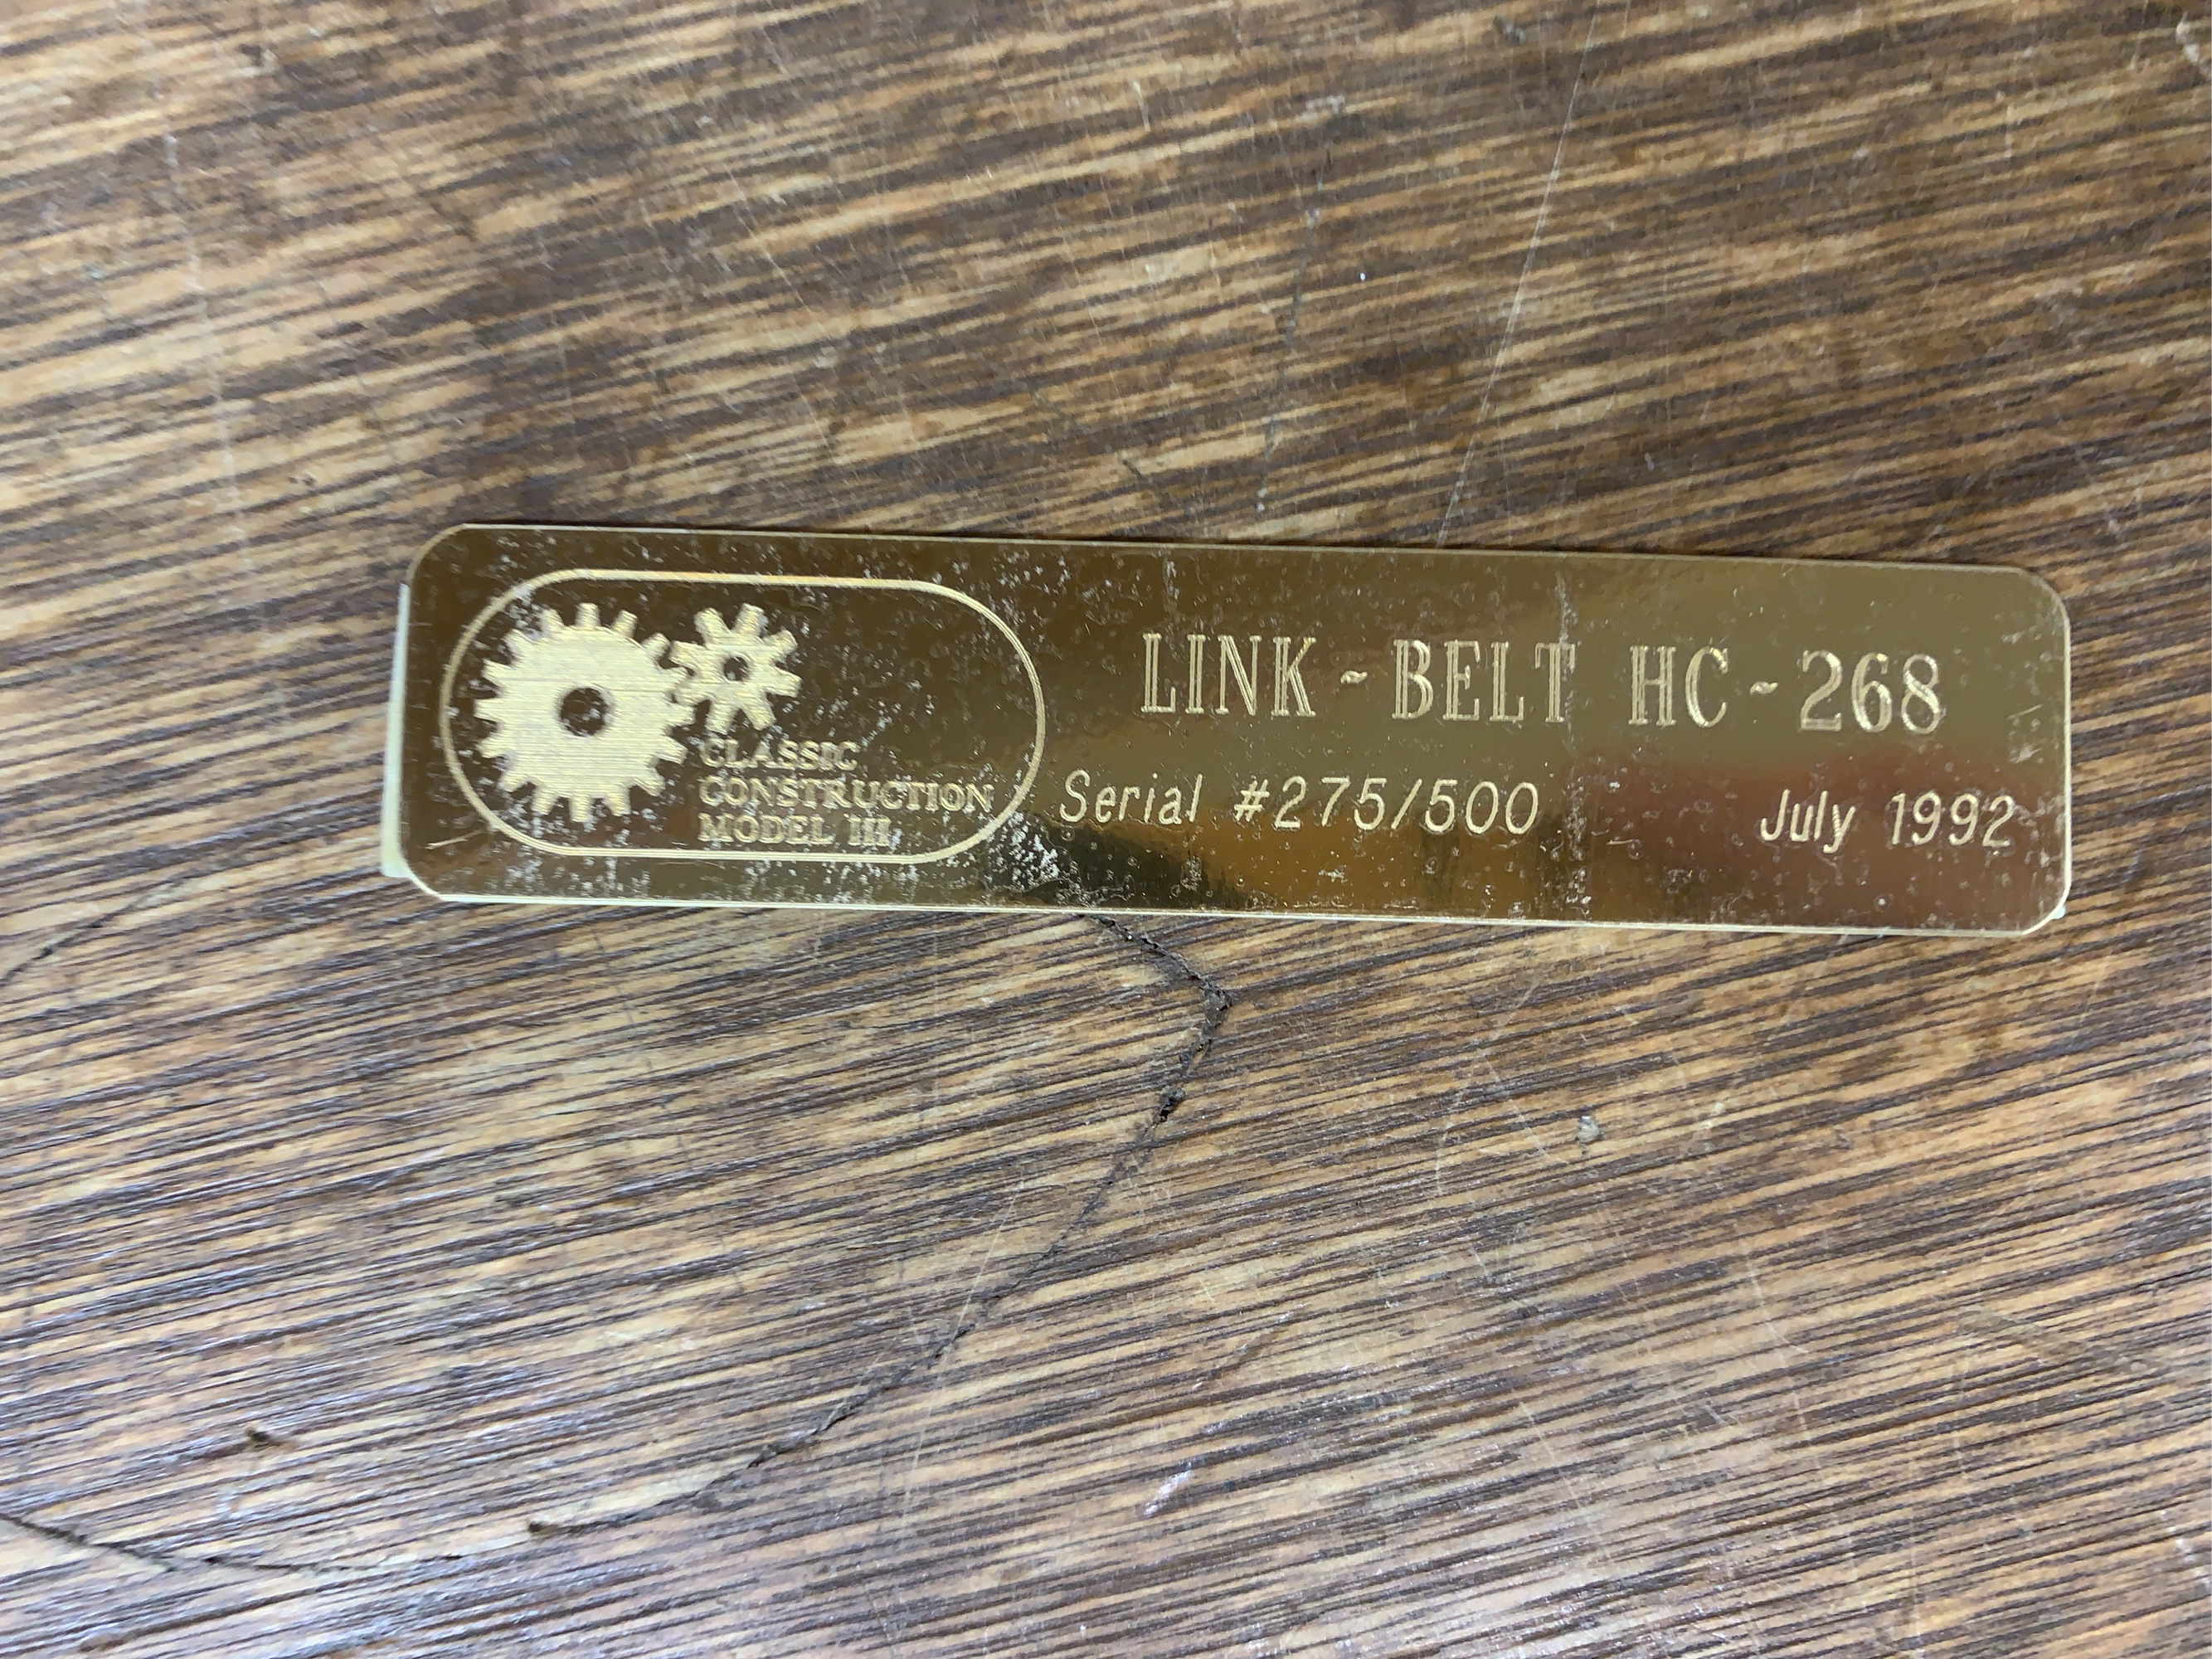 CLASSIC
CONSTRUCTION
MODEL III
LINK-BELT HC-268
Serial #275/500
July 1992